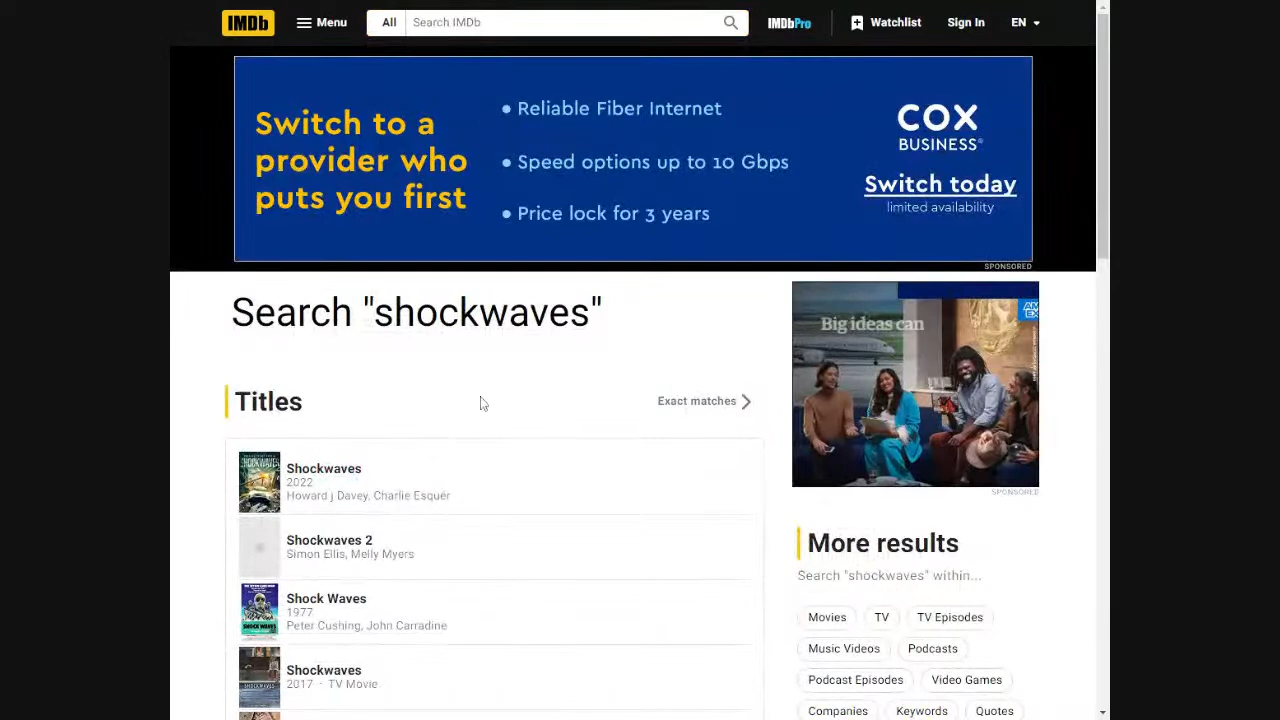 IMDb Menu All Search IMDb IMDbPro Watchlist Sign In EN
Switch to a
provider who
puts you first
• Reliable Fiber Internet
• Speed options up to 10 Gbps
• Price lock for 3 years
COX
BUSINESS®
Switch today
limited availability
SPONSORED
Search "shockwaves"
Big ideas can
AM
EX
SPONSORED
Titles
Exact matches
Shockwaves
2022
Howard j Davey, Charlie Esquér
Shockwaves 2
Simon Ellis, Melly Myers
Shock Waves
1977
Peter Cushing, John Carradine
Shockwaves
2017 · TV Movie
More results
Search "shockwaves" within...
Movies TV TV Episodes
Music Videos Podcasts
Podcast Episodes Video Games
Companies Keywords Quotes